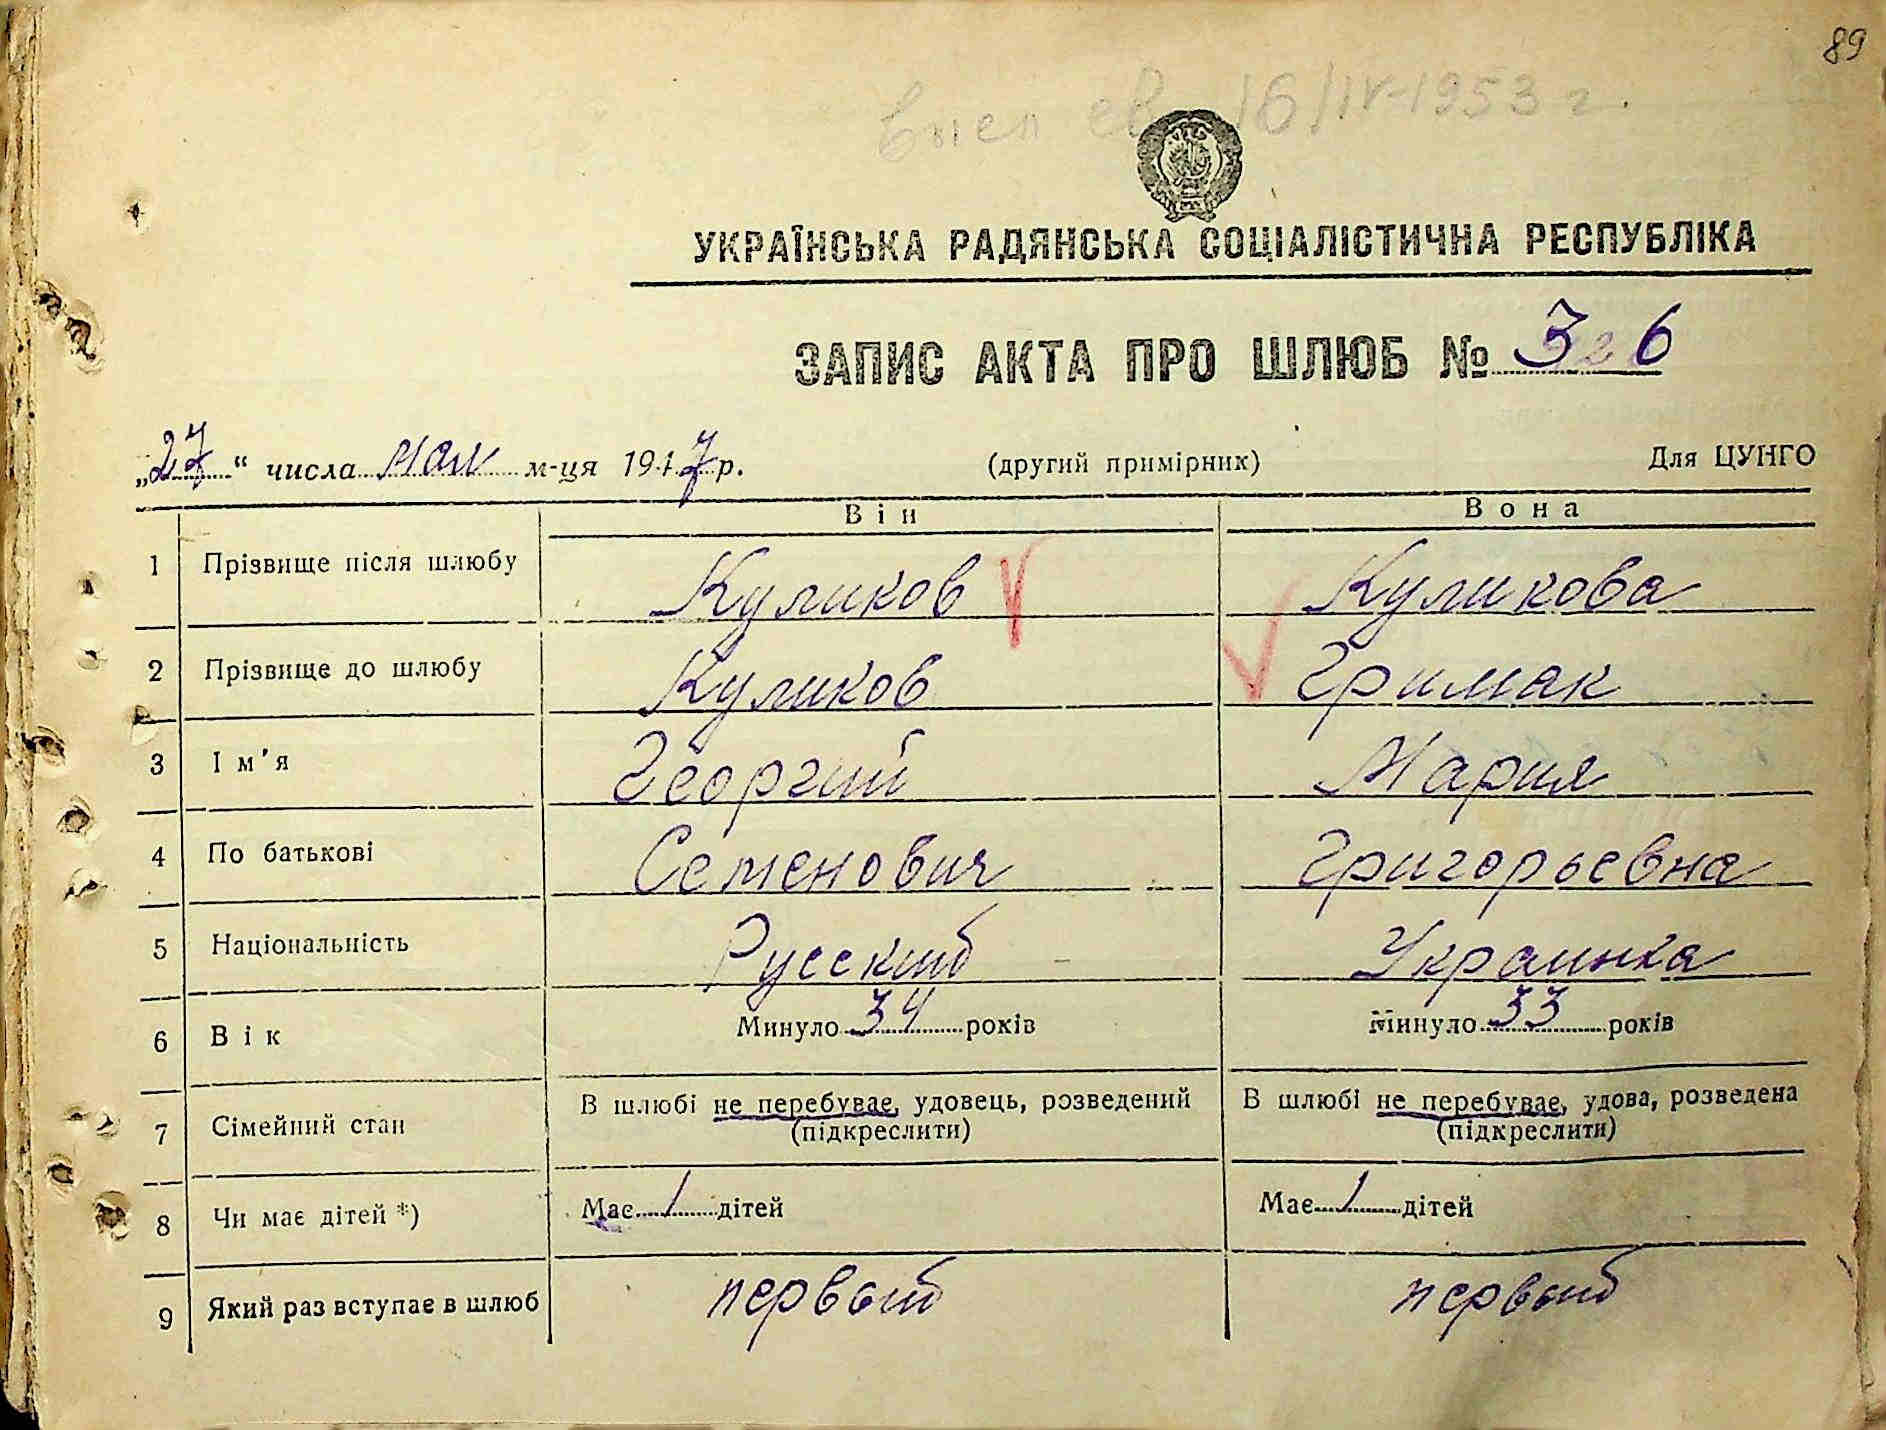 89
16/IV-1953 г.
УКРАЇНСЬКА РАДЯНСЬКА СОЦІАЛІСТИЧНА РЕСПУБЛІКА
ЗАПИС АКТА ПРО ШЛЮБ № 326
„27“ числа мая м-ця 1947 р. (другий примірник) Для ЦУНГО
Він Вона
1 Прізвище після шлюбу Куликов Куликова
2 Прізвище до шлюбу Куликов Гримак
3 Ім'я Георгий Мария
4 По батькові Семенович Григорьевна
5 Національність Русский Украинка
6 Вік Минуло 34 років Минуло 33 років
7 Сімейний стан В шлюбі не перебуває, удовець, розведений В шлюбі не перебуває, удова, розведена
(підкреслити) (підкреслити)
8 Чи має дітей *) Має 1 дітей Має 1 дітей
9 Який раз вступає в шлюб первый первый